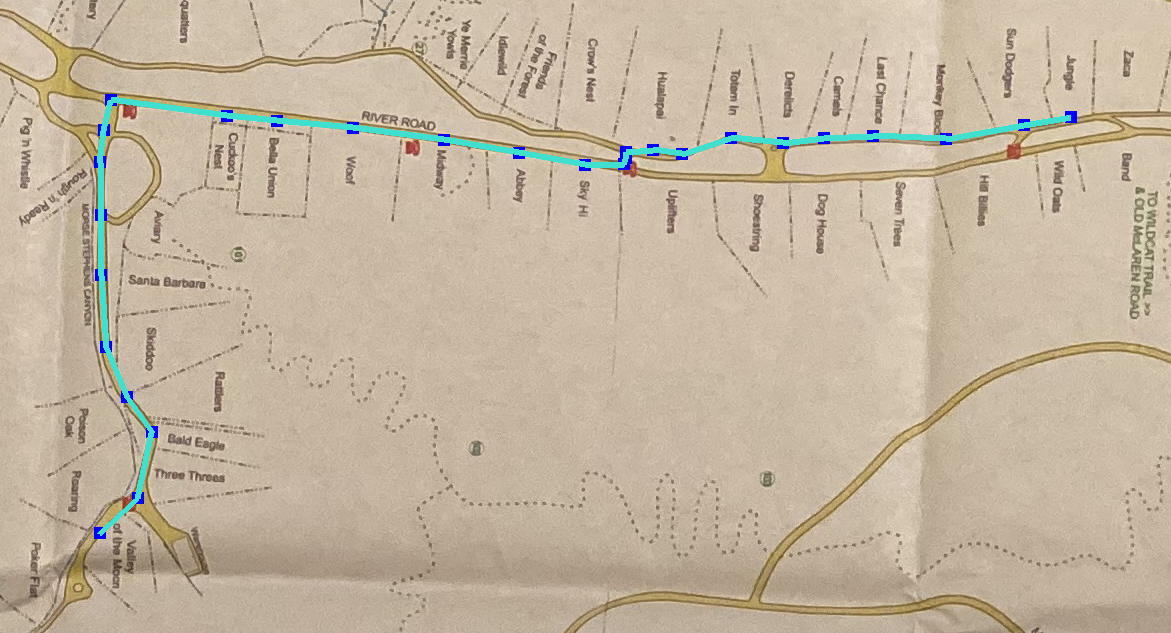 Ye Merrie
Yowls
Idlewild
Friends
of the Forest
Crow's Nest
Hualapai
Totem In
Derelicts
Camels
Last Chance
Monkey Block
Sun Dodgers
Jungle
Zaca
27
RIVER ROAD
Pig 'n Whistle
Cuckoo's
Nest
Bella Union
Woof
Midway
Abbey
Sky Hi
Uplifters
Shoestring
Dog House
Seven Trees
Hill Billies
Wild Oats
Band
TO WILDCAT TRAIL >>
& OLD McLAREN ROAD
Rough 'n Ready
MORSE STEPHENS CANYON
Aviary
Santa Barbara
Skiddoo
Rattlers
Poison
Oak
Bald Eagle
Three Threes
Roaring
Valley
of the Moon
Poker Flat